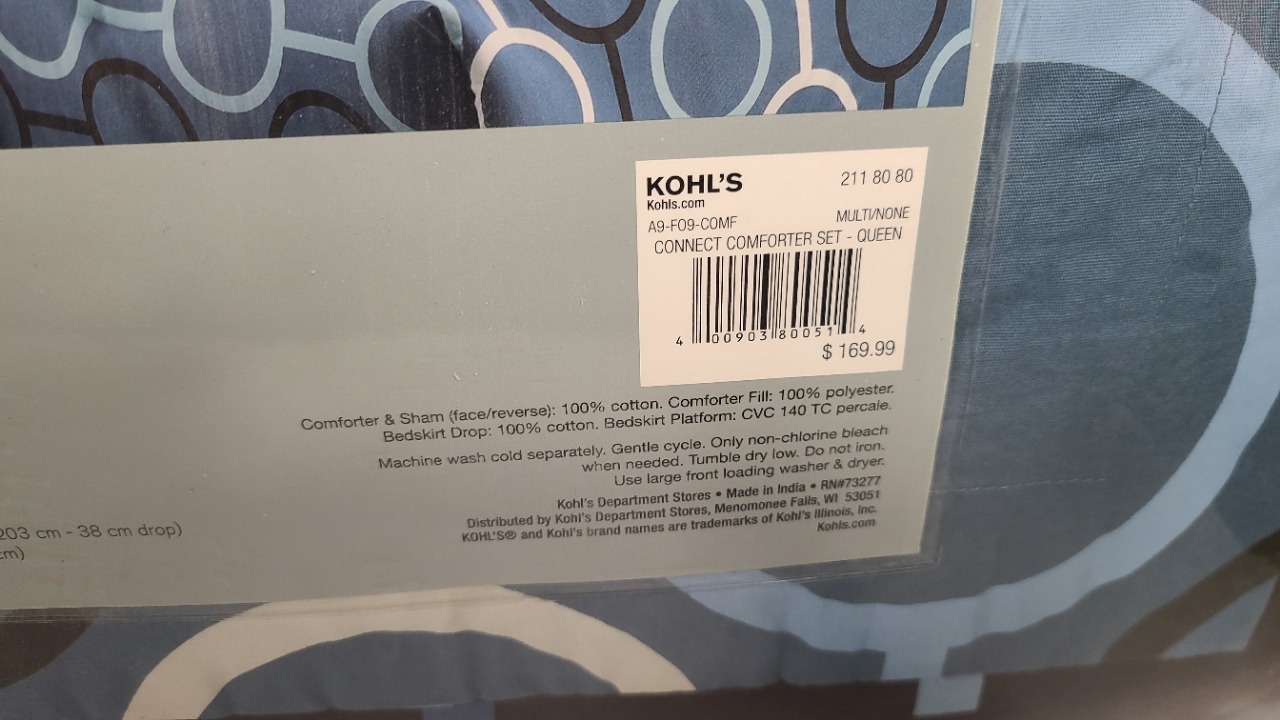 KOHL'S
211 80 80
Kohls.com
A9-F09-COMF
MULTI/NONE
CONNECT COMFORTER SET - QUEEN
4 00903 80051 4
$ 169.99
Comforter & Sham (face/reverse): 100% cotton. Comforter Fill: 100% polyester.
Bedskirt Drop: 100% cotton. Bedskirt Platform: CVC 140 TC percale.
Machine wash cold separately. Gentle cycle. Only non-chlorine bleach
when needed. Tumble dry low. Do not iron.
Use large front loading washer & dryer.
Kohl's Department Stores • Made in India • RN#73277
Distributed by Kohl's Department Stores, Menomonee Falls, WI 53051
KOHL'S® and Kohl's brand names are trademarks of Kohl's Illinois, Inc.
Kohls.com
203 cm - 38 cm drop)
cm)